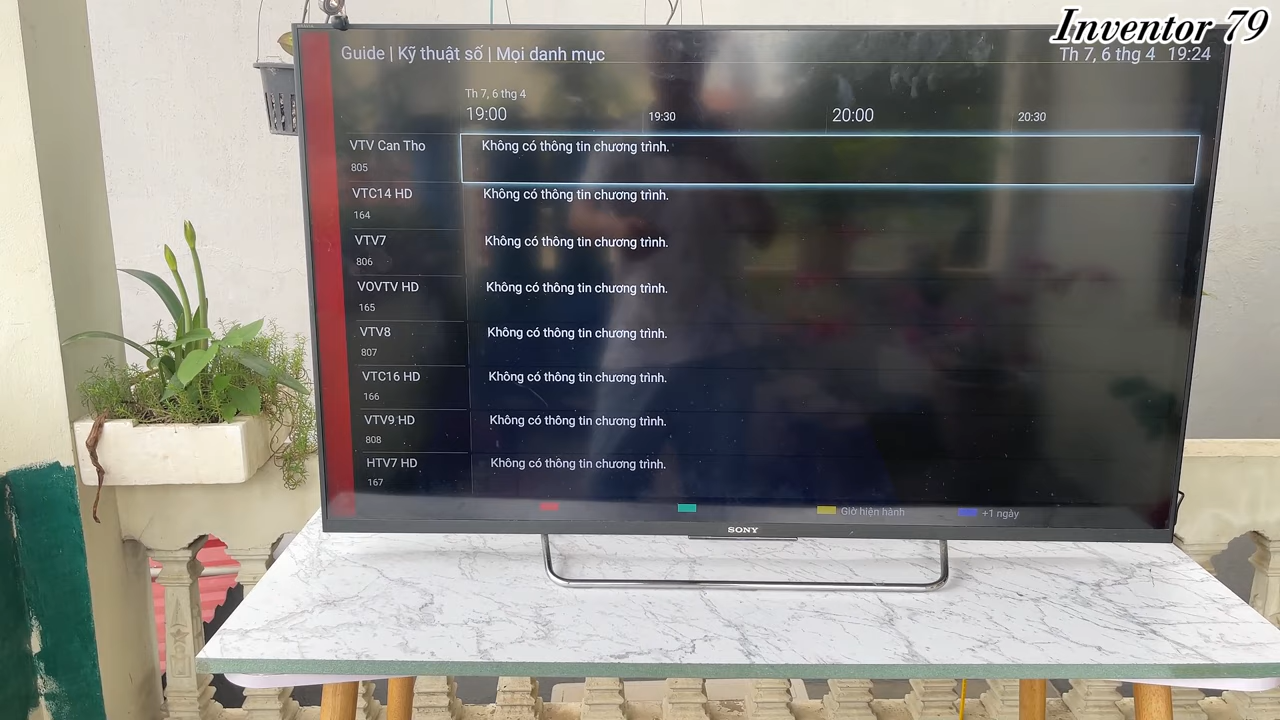 Inventor 79
Guide | Kỹ thuật số | Mọi danh mục
Th 7, 6 thg 4 19:24
Th 7, 6 thg 4
19:00 19:30 20:00 20:30
VTV Can Tho
805
Không có thông tin chương trình.
VTC14 HD
164
Không có thông tin chương trình.
VTV7
806
Không có thông tin chương trình.
VOVTV HD
165
Không có thông tin chương trình.
VTV8
807
Không có thông tin chương trình.
VTC16 HD
166
Không có thông tin chương trình.
VTV9 HD
808
Không có thông tin chương trình.
HTV7 HD
167
Không có thông tin chương trình.
Giờ hiện hành
+1 ngày
SONY